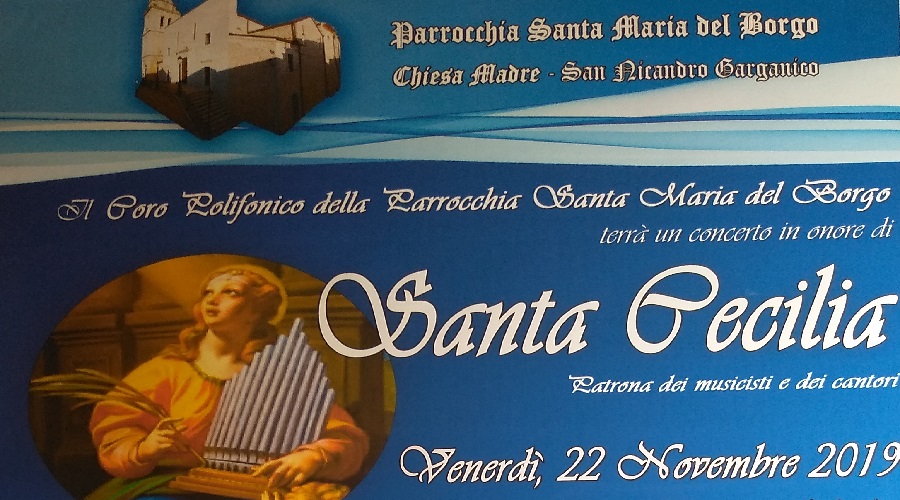 Parrocchia Santa Maria del Borgo
Chiesa Madre - San Nicandro Garganico
Il Coro Polifonico della Parrocchia Santa Maria del Borgo
terrà un concerto in onore di
Santa Cecilia
Patrona dei musicisti e dei cantori
Venerdì, 22 Novembre 2019